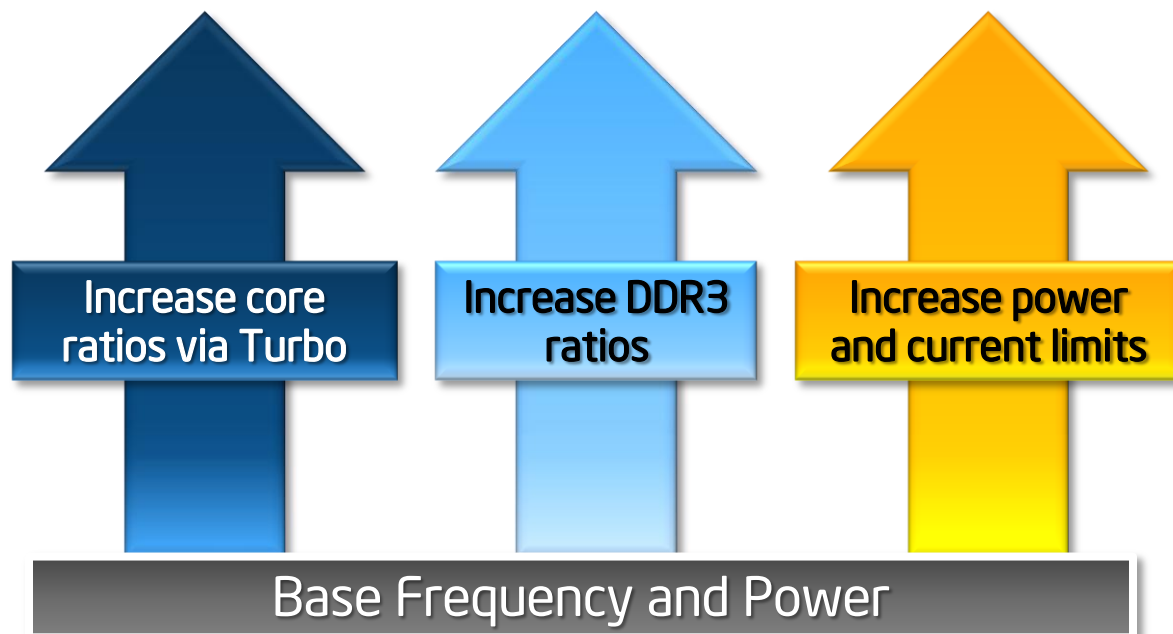 Increase core
ratios via Turbo
Increase DDR3
ratios
Increase power
and current limits
Base Frequency and Power